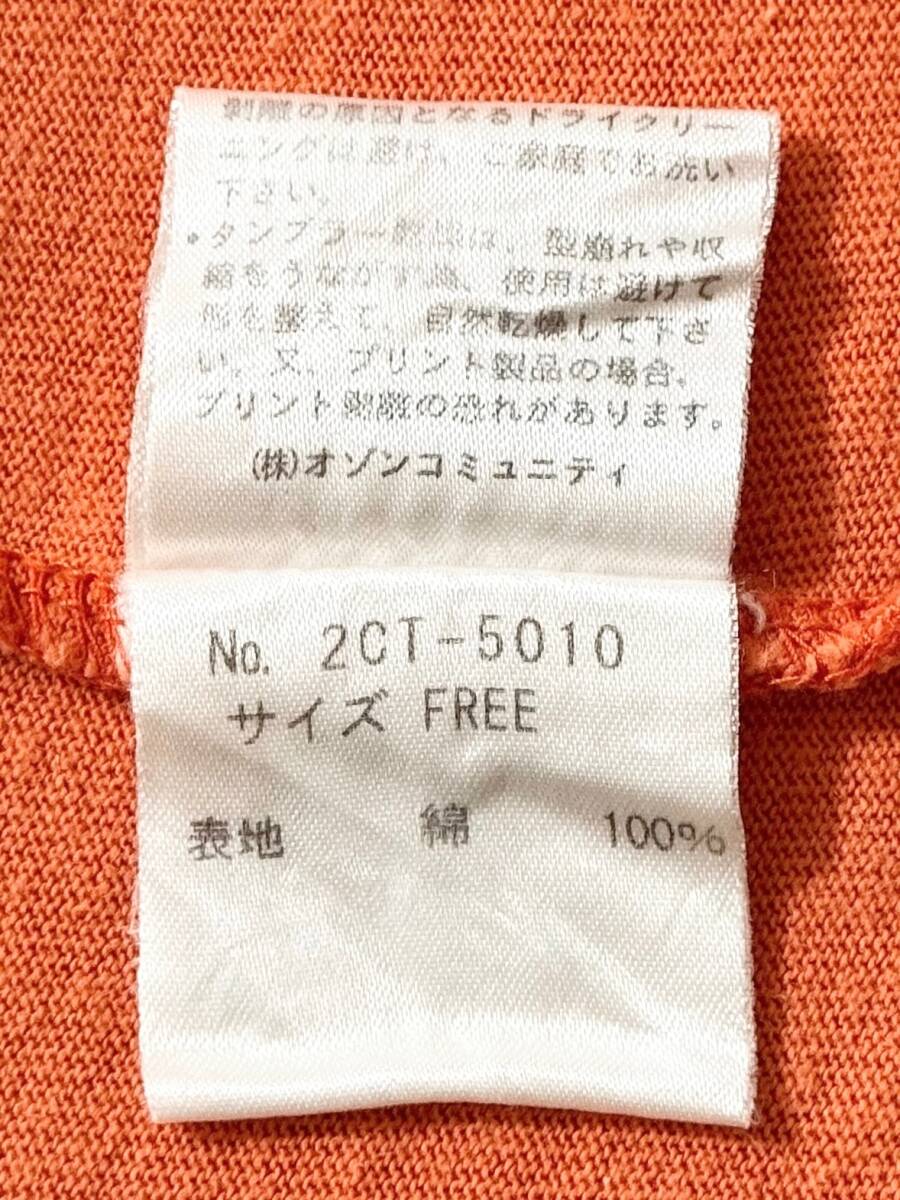 剥離の原因となるドライクリー
ニングは避け、ご家庭でお洗い
下さい。
•タンブラー乾燥は、型崩れや収
縮をうながす為、使用は避けて
形を整えて、自然乾燥して下さ
い。又、プリント製品の場合、
プリント剥離の恐れがあります。
(株)オゾンコミュニティ
No. 2CT-5010
サイズ FREE
表地 綿 100%